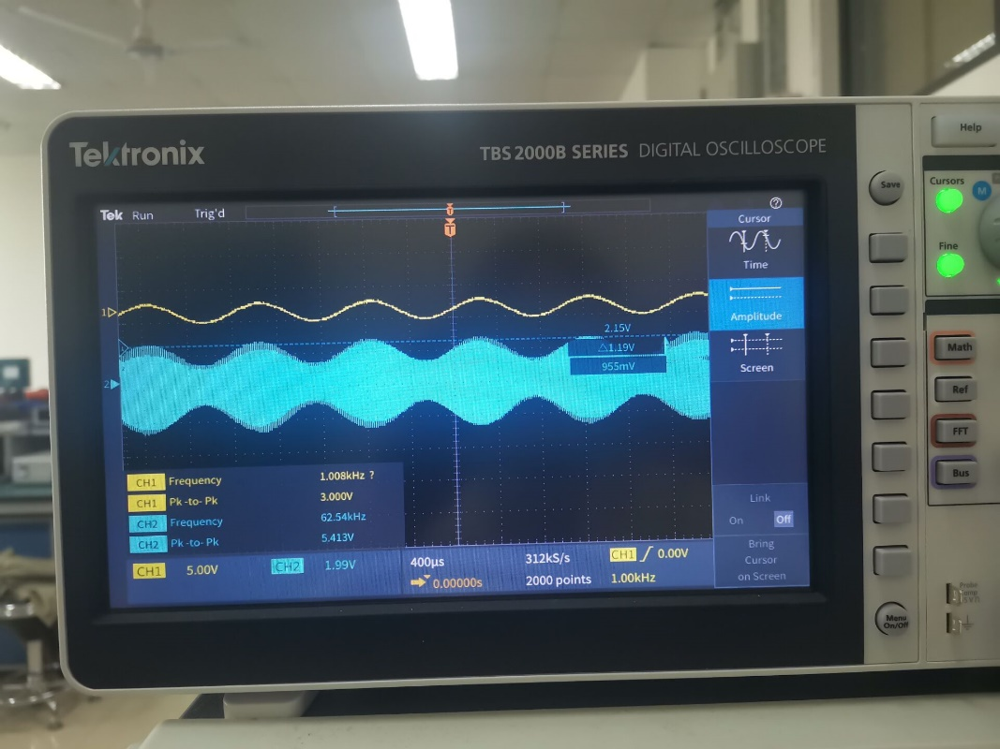 Help
Tektronix
TBS 2000B SERIES DIGITAL OSCILLOSCOPE
Cursors
M
Save
Tek Run Trig'd
T
?
Cursor
T
Time
Fine
1
Amplitude
2.15V
△1.19V
955mV
Screen
Math
2
Ref
FFT
Bus
CH1 Frequency 1.008kHz ?
CH1 Pk-to-Pk 3.000V
CH2 Frequency 62.54kHz
CH2 Pk-to-Pk 5.413V
Link
On Off
Bring
Cursor
on Screen
CH1 5.00V CH2 1.99V
400µs 312kS/s CH1 0.00V
0.00000s 2000 points 1.00kHz
Probe
Comp
Menu
On/Off